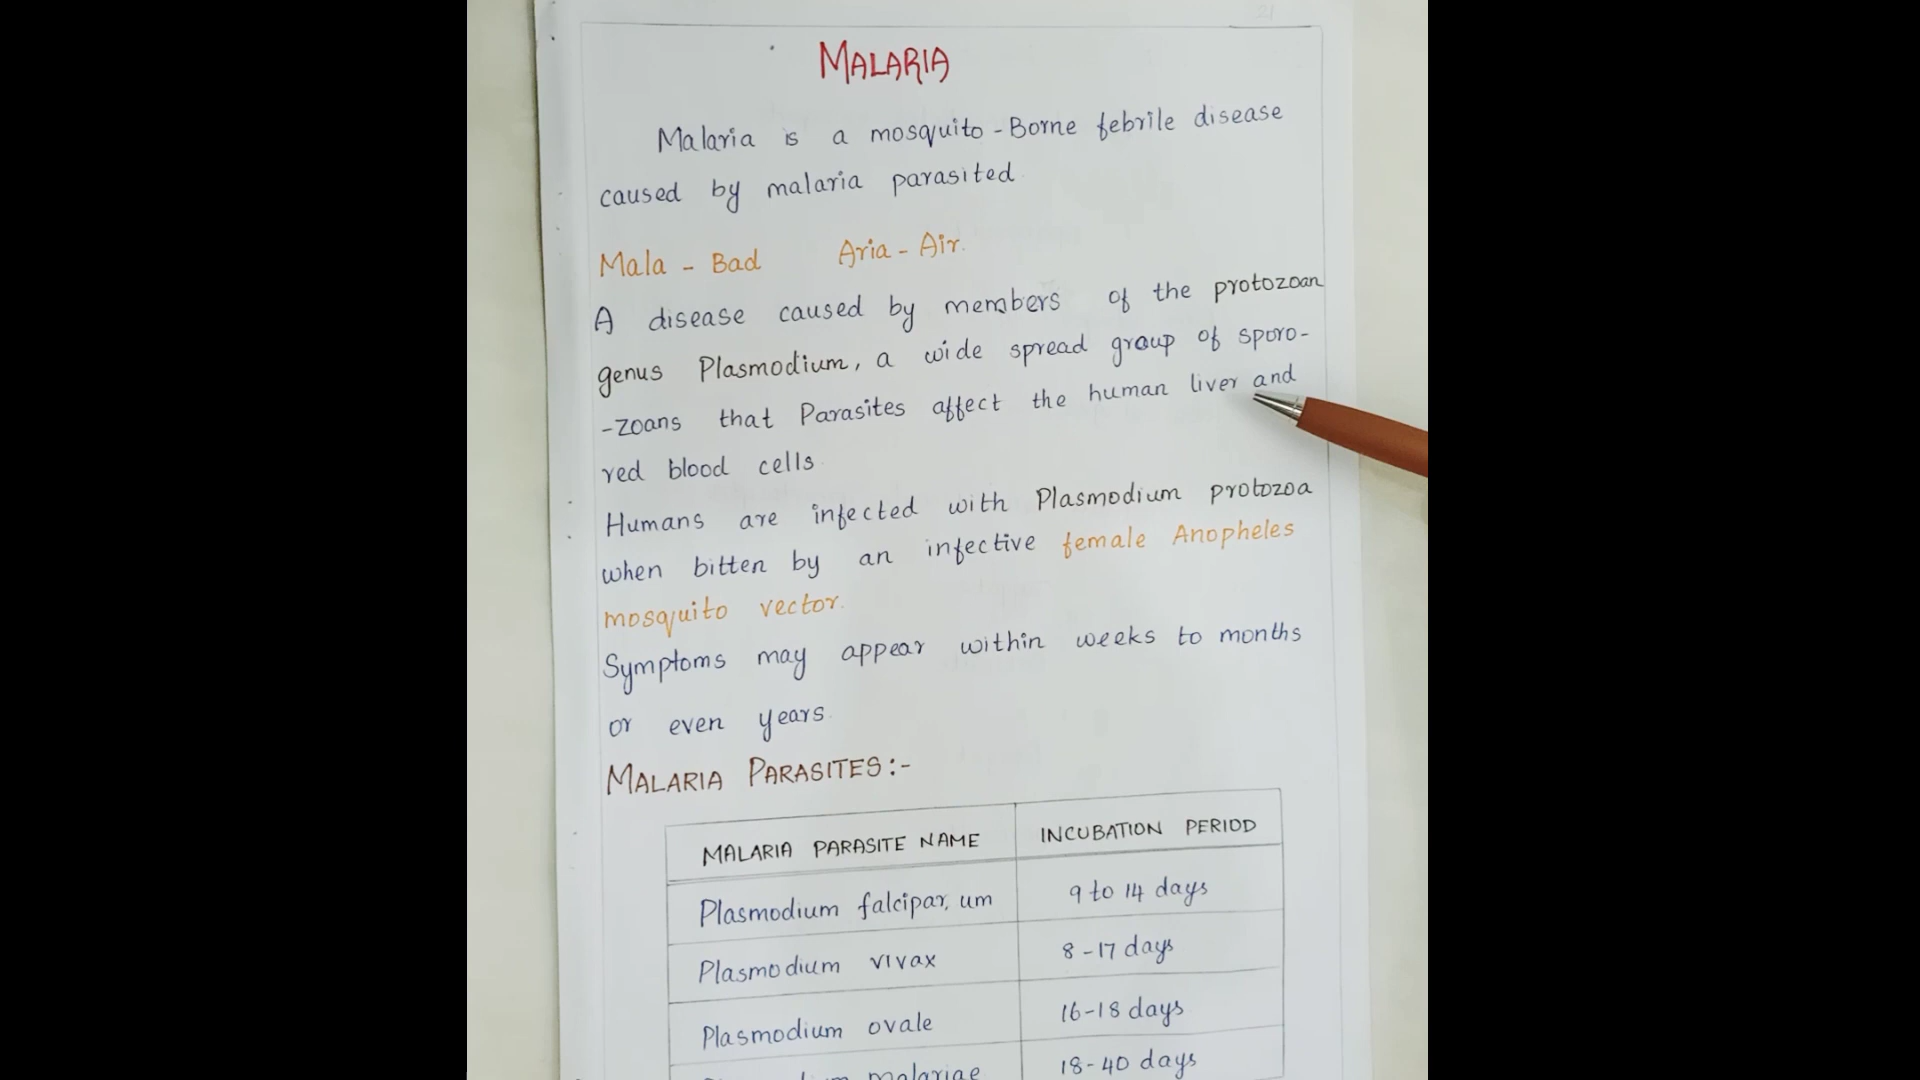 MALARIA
Malaria is a mosquito-Borne febrile disease
caused by malaria parasited.
Mala - Bad Aria - Air.
A disease caused by members of the protozoan
genus Plasmodium, a wide spread group of sporo-
-zoans that Parasites affect the human liver and
red blood cells.
Humans are infected with Plasmodium protozoa
when bitten by an infective female Anopheles
mosquito vector.
Symptoms may appear within weeks to months
or even years.
MALARIA PARASITES:-
MALARIA PARASITE NAME INCUBATION PERIOD
Plasmodium falciparum 9 to 14 days
Plasmodium vivax 8-17 days
Plasmodium ovale 16-18 days
malariae 18-40 days